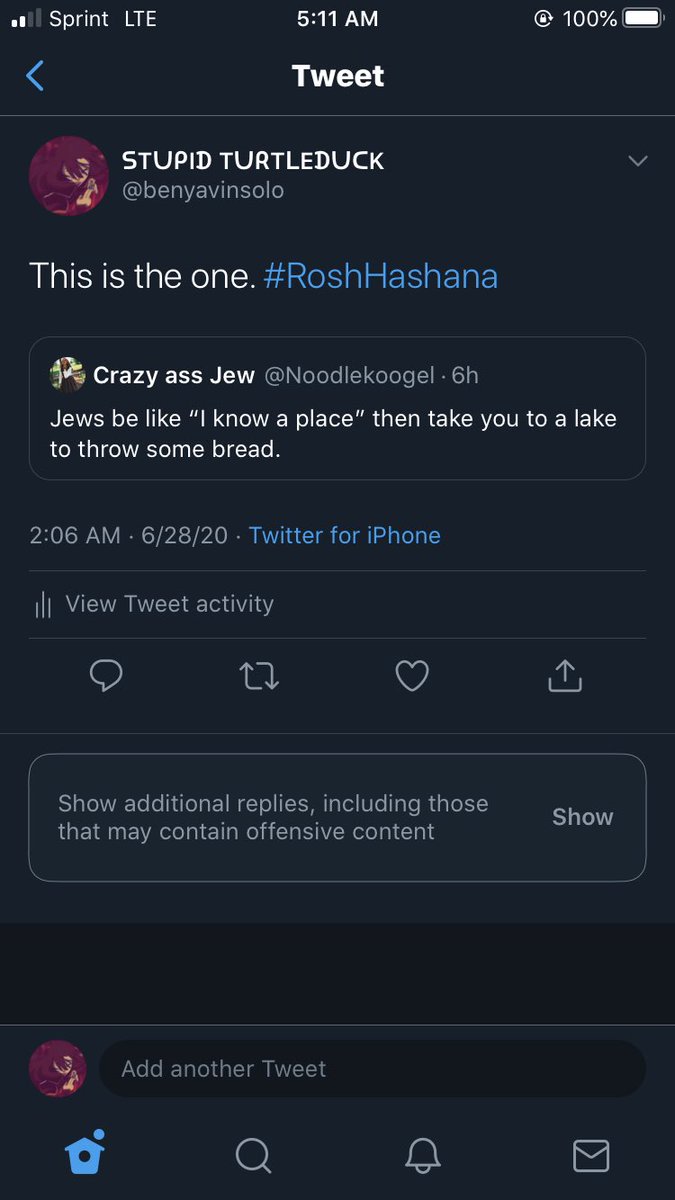 Sprint LTE 5:11 AM 100%
Tweet
STUPID TURTLEDUCK
@benyavinsolo
This is the one. #RoshHashana
Crazy ass Jew @Noodlekoogel · 6h
Jews be like “I know a place” then take you to a lake
to throw some bread.
2:06 AM · 6/28/20 · Twitter for iPhone
View Tweet activity
Show additional replies, including those
that may contain offensive content
Show
Add another Tweet